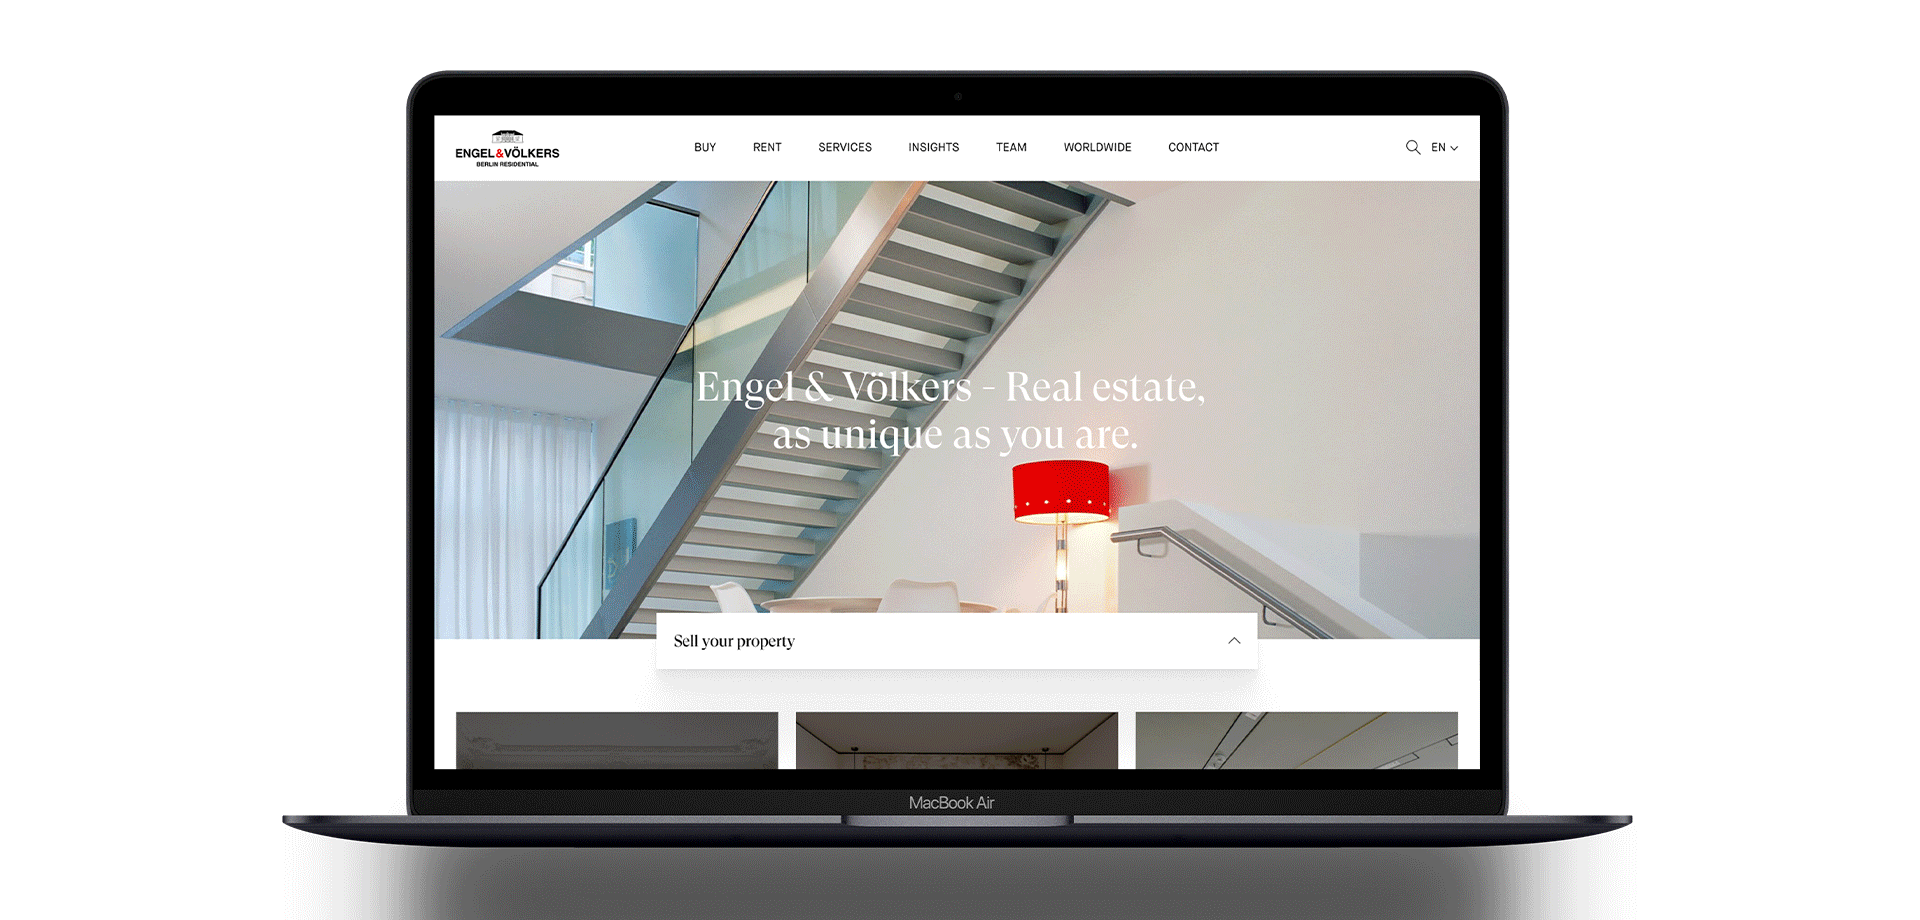 ENGEL&VÖLKERS
BERLIN RESIDENTIAL
BUY RENT SERVICES INSIGHTS TEAM WORLDWIDE CONTACT
EN
Engel & Völkers - Real estate,
as unique as you are.
Sell your property
MacBook Air